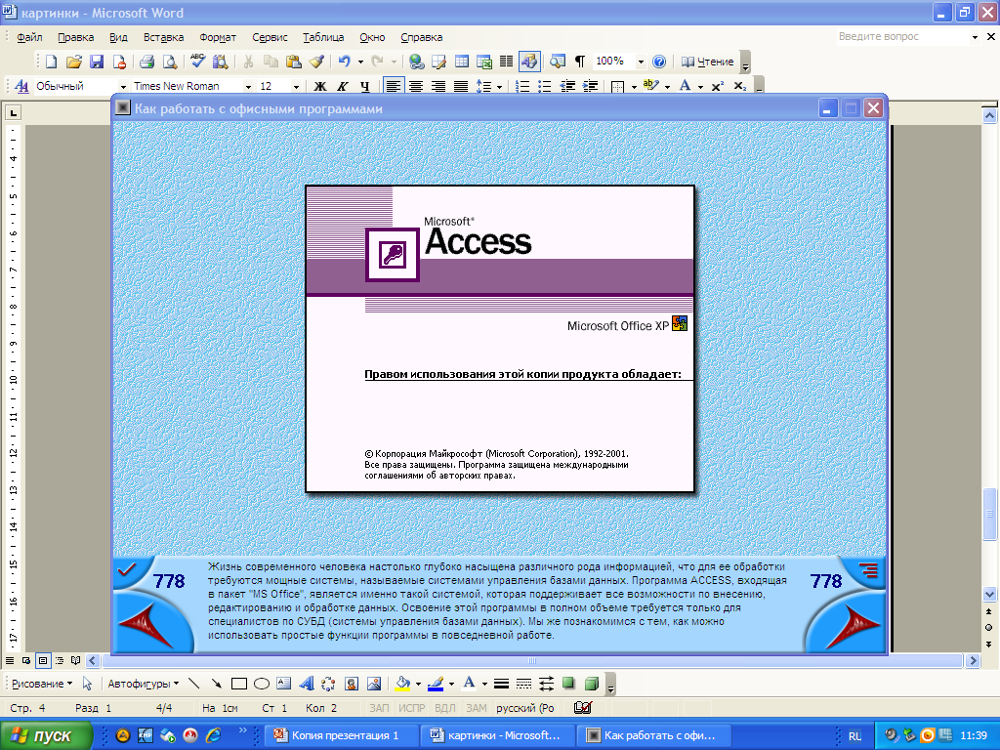 картинки - Microsoft Word
Файл Правка Вид Вставка Формат Сервис Таблица Окно Справка
Введите вопрос
100% Чтение
Обычный Times New Roman 12 Ж К Ч
Как работать с офисными программами
Microsoft®
Access
Microsoft Office XP
Правом использования этой копии продукта обладает:
© Корпорация Майкрософт (Microsoft Corporation), 1992-2001.
Все права защищены. Программа защищена международными
соглашениями об авторских правах.
778
Жизнь современного человека настолько глубоко насыщена различного рода информацией, что для ее обработки
требуются мощные системы, называемые системами управления базами данных. Программа ACCESS, входящая
в пакет "MS Office", является именно такой системой, которая поддерживает все возможности по внесению,
редактированию и обработке данных. Освоение этой программы в полном объеме требуется только для
специалистов по СУБД (системы управления базами данных). Мы же познакомимся с тем, как можно
использовать простые функции программы в повседневной работе.
778
Рисование Автофигуры
Стр. 4 Разд 1 4/4 На 1см Ст 1 Кол 2 ЗАП ИСПР ВДЛ ЗАМ русский (Ро
пуск Копия презентация 1 картинки - Microsoft... Как работать с офи... RU 11:39